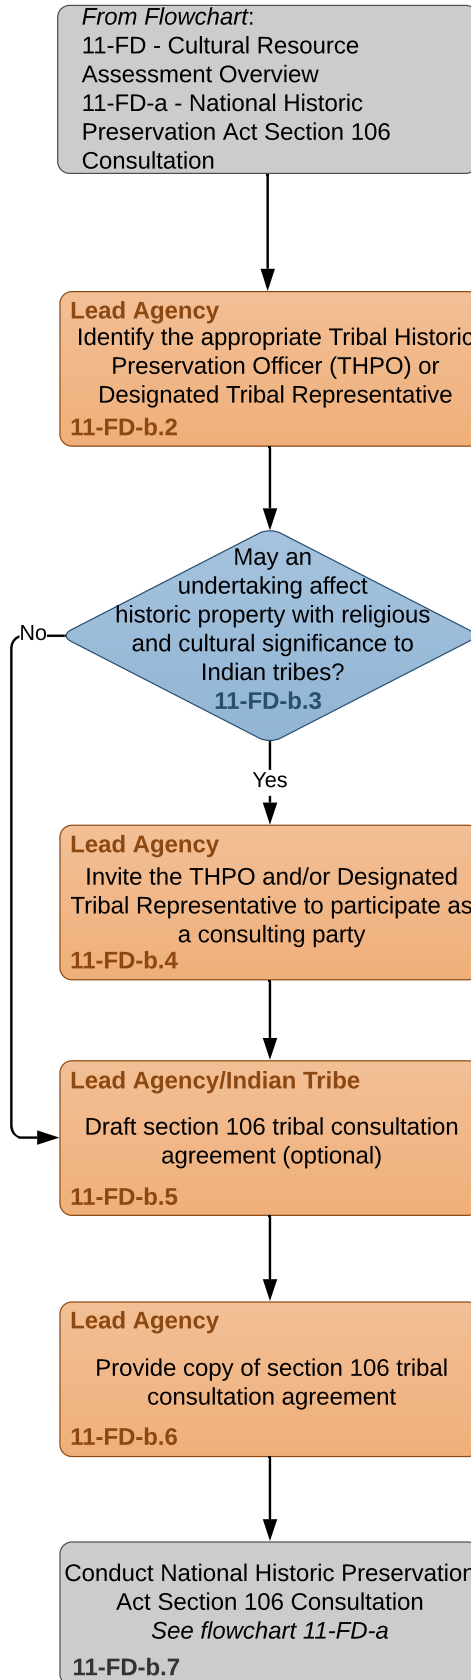 From Flowchart:
11-FD - Cultural Resource
Assessment Overview
11-FD-a - National Historic
Preservation Act Section 106
Consultation
Lead Agency
Identify the appropriate Tribal Historic
Preservation Officer (THPO) or
Designated Tribal Representative
11-FD-b.2
May an
undertaking affect
historic property with religious
and cultural significance to
Indian tribes?
11-FD-b.3
No
Yes
Lead Agency
Invite the THPO and/or Designated
Tribal Representative to participate as
a consulting party
11-FD-b.4
Lead Agency/Indian Tribe
Draft section 106 tribal consultation
agreement (optional)
11-FD-b.5
Lead Agency
Provide copy of section 106 tribal
consultation agreement
11-FD-b.6
Conduct National Historic Preservation
Act Section 106 Consultation
See flowchart 11-FD-a
11-FD-b.7